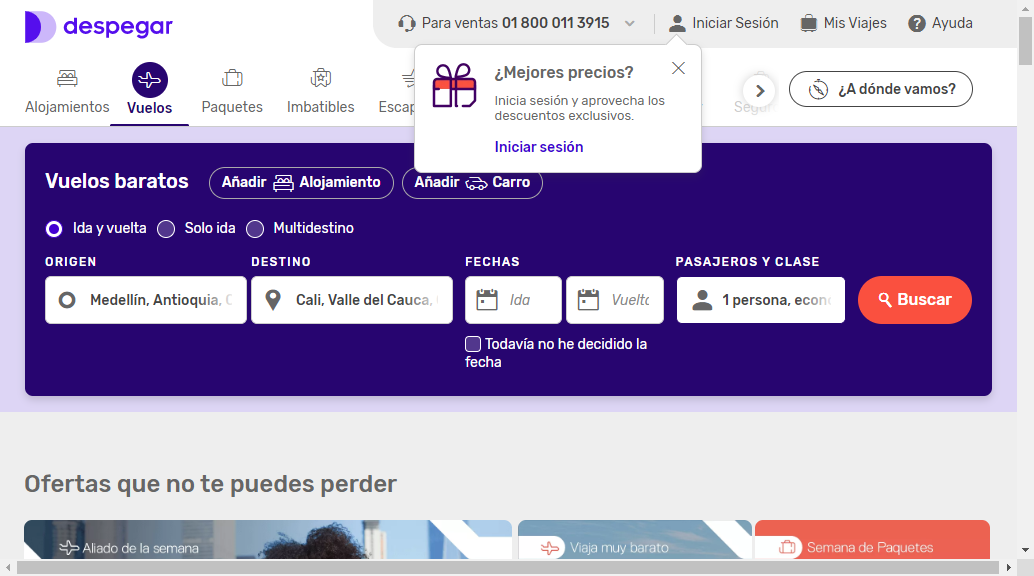 despegar
Para ventas 01 800 011 3915
Iniciar Sesión
Mis Viajes
Ayuda
Alojamientos
Vuelos
Paquetes
Imbatibles
¿A dónde vamos?
¿Mejores precios?
Inicia sesión y aprovecha los
descuentos exclusivos.
Iniciar sesión
Vuelos baratos
Añadir Alojamiento
Añadir Carro
Ida y vuelta
Solo ida
Multidestino
ORIGEN
DESTINO
FECHAS
PASAJEROS Y CLASE
Medellín, Antioquia,
Cali, Valle del Cauca,
Ida
Vuelta
1 persona, econ
Buscar
Todavía no he decidido la
fecha
Ofertas que no te puedes perder
Aliado de la semana
Viaja muy barato
Semana de Paquetes